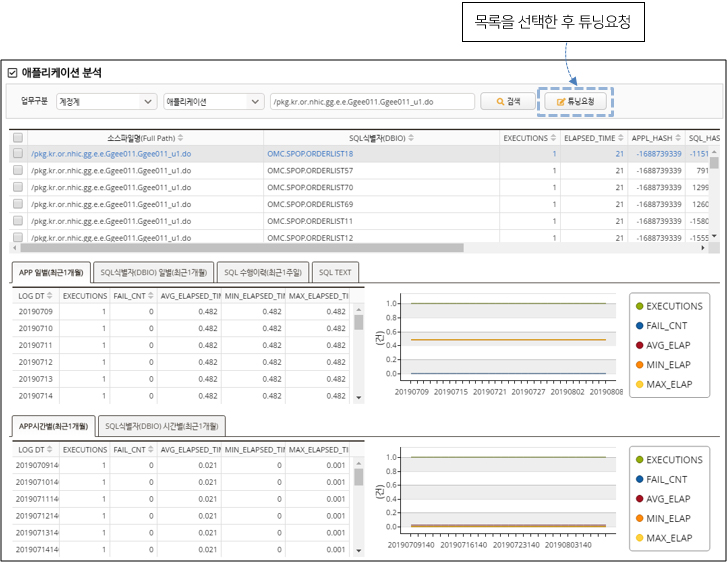 목록을 선택한 후 튜닝요청
애플리케이션 분석
업무구분 계정계 애플리케이션 /pkg.kr.or.nhic.gg.e.e.Ggee011.Ggee011_u1.do 검색 튜닝요청
소스파일명(Full Path) SQL식별자(DBIO) EXECUTIONS ELAPSED_TIME APPL_HASH SQL_HAS
/pkg.kr.or.nhic.gg.e.e.Ggee011.Ggee011_u1.do OMC.SPOP.ORDERLIST18 1 21 -1688739339 -1151
/pkg.kr.or.nhic.gg.e.e.Ggee011.Ggee011_u1.do OMC.SPOP.ORDERLIST57 1 21 -1688739339 791
/pkg.kr.or.nhic.gg.e.e.Ggee011.Ggee011_u1.do OMC.SPOP.ORDERLIST70 1 21 -1688739339 1299
/pkg.kr.or.nhic.gg.e.e.Ggee011.Ggee011_u1.do OMC.SPOP.ORDERLIST69 1 21 -1688739339 1260
/pkg.kr.or.nhic.gg.e.e.Ggee011.Ggee011_u1.do OMC.SPOP.ORDERLIST11 1 21 -1688739339 -1580
/pkg.kr.or.nhic.gg.e.e.Ggee011.Ggee011_u1.do OMC.SPOP.ORDERLIST12 1 21 -1688739339 -1555
APP 일별(최근1개월) SQL식별자(DBIO) 일별(최근1개월) SQL 수행이력(최근1주일) SQL TEXT
LOG DT EXECUTIONS FAIL_CNT AVG_ELAPSED_TII MIN_ELAPSED_TII MAX_ELAPSED_TI
20190709 1 0 0.482 0.482 0.482
20190710 1 0 0.482 0.482 0.482
20190711 1 0 0.482 0.482 0.482
20190712 1 0 0.482 0.482 0.482
20190713 1 0 0.482 0.482 0.482
20190714 1 0 0.482 0.482 0.482
(건)
1.0
0.8
0.6
0.4
0.2
0.0
20190709 20190715 20190721 20190727 20190802 20190808
EXECUTIONS
FAIL_CNT
AVG_ELAP
MIN_ELAP
MAX_ELAP
APP시간별(최근1개월) SQL식별자(DBIO) 시간별(최근1개월)
LOG DT EXECUTIONS FAIL_CNT AVG_ELAPSED_TII MIN_ELAPSED_TII MAX_ELAPSED_TI
2019070914 1 0 0.021 0 0.001
2019071014 1 0 0.021 0 0.001
2019071114 1 0 0.021 0 0.001
2019071214 1 0 0.021 0 0.001
2019071314 1 0 0.021 0 0.001
2019071414 1 0 0.021 0 0.001
(건)
1.0
0.8
0.6
0.4
0.2
0.0
20190709140 20190716140 20190723140 20190803140
EXECUTIONS
FAIL_CNT
AVG_ELAP
MIN_ELAP
MAX_ELAP